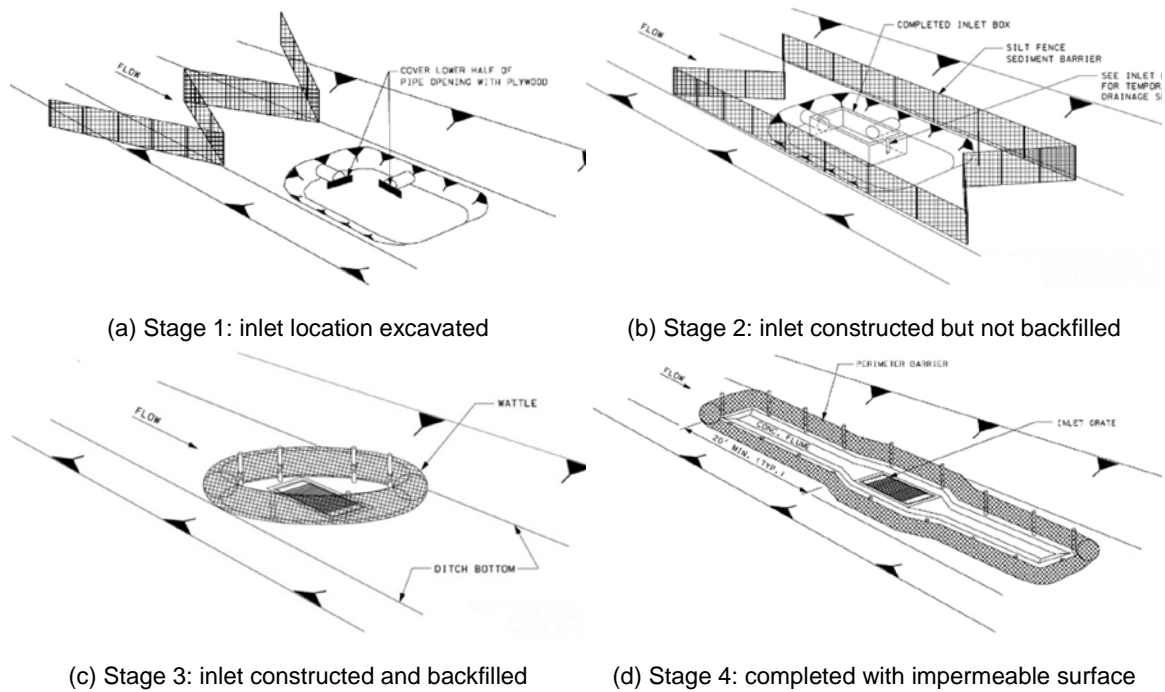 FLOW
COVER LOWER HALF OF
PIPE OPENING WITH PLYWOOD
(a) Stage 1: inlet location excavated
FLOW
COMPLETED INLET BOX
SILT FENCE
SEDIMENT BARRIER
SEE INLET
FOR TEMPOR
DRAINAGE S
(b) Stage 2: inlet constructed but not backfilled
FLOW
WATTLE
DITCH BOTTOM
(c) Stage 3: inlet constructed and backfilled
FLOW
PERIMETER BARRIER
INLET GRATE
CONC. FLUME
20' MIN. (TYP.)
(d) Stage 4: completed with impermeable surface